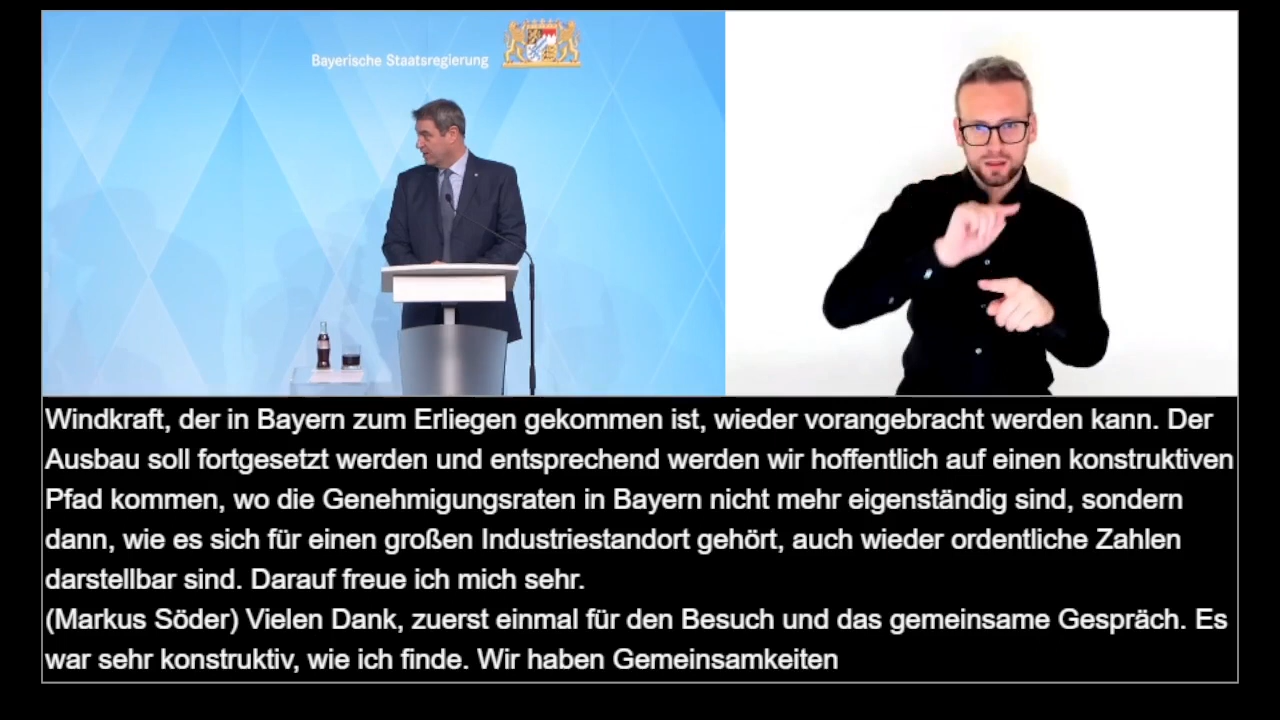 Bayerische Staatsregierung
Windkraft, der in Bayern zum Erliegen gekommen ist, wieder vorangebracht werden kann. Der
Ausbau soll fortgesetzt werden und entsprechend werden wir hoffentlich auf einen konstruktiven
Pfad kommen, wo die Genehmigungsraten in Bayern nicht mehr eigenständig sind, sondern
dann, wie es sich für einen großen Industriestandort gehört, auch wieder ordentliche Zahlen
darstellbar sind. Darauf freue ich mich sehr.
(Markus Söder) Vielen Dank, zuerst einmal für den Besuch und das gemeinsame Gespräch. Es
war sehr konstruktiv, wie ich finde. Wir haben Gemeinsamkeiten